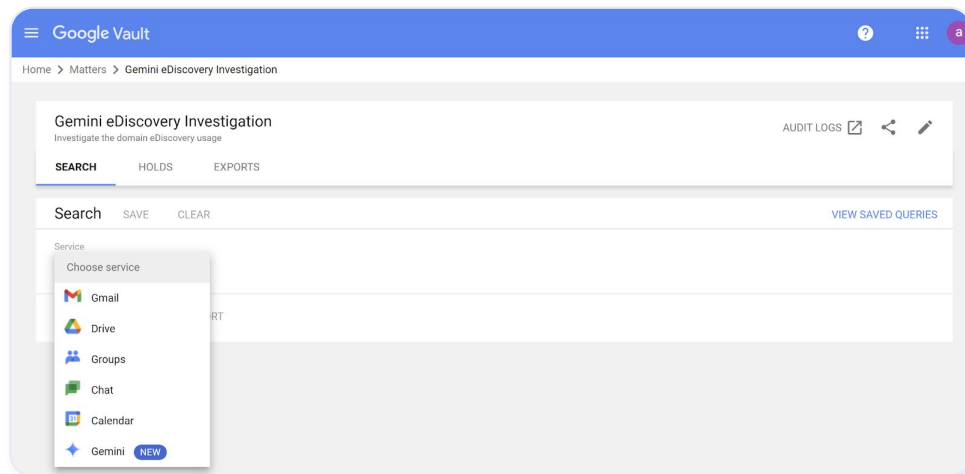 Google Vault
a
Home > Matters > Gemini eDiscovery Investigation
Gemini eDiscovery Investigation
Investigate the domain eDiscovery usage
AUDIT LOGS
SEARCH HOLDS EXPORTS
Search SAVE CLEAR VIEW SAVED QUERIES
Service
Choose service
Gmail
Drive
Groups
Chat
31 Calendar
Gemini NEW